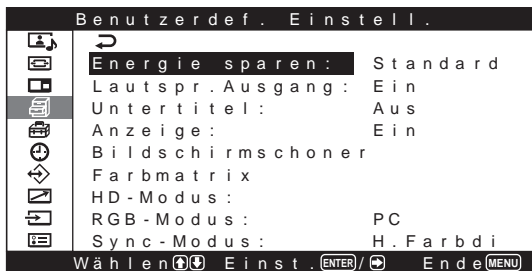 Benutzerdef. Einstell.
Energie sparen: Standard
Lautspr.Ausgang: Ein
Untertitel: Aus
Anzeige: Ein
Bildschirmschoner
Farbmatrix
HD-Modus:
RGB-Modus: PC
Sync-Modus: H.Farbdi
Wählen Einst. ENTER / Ende MENU